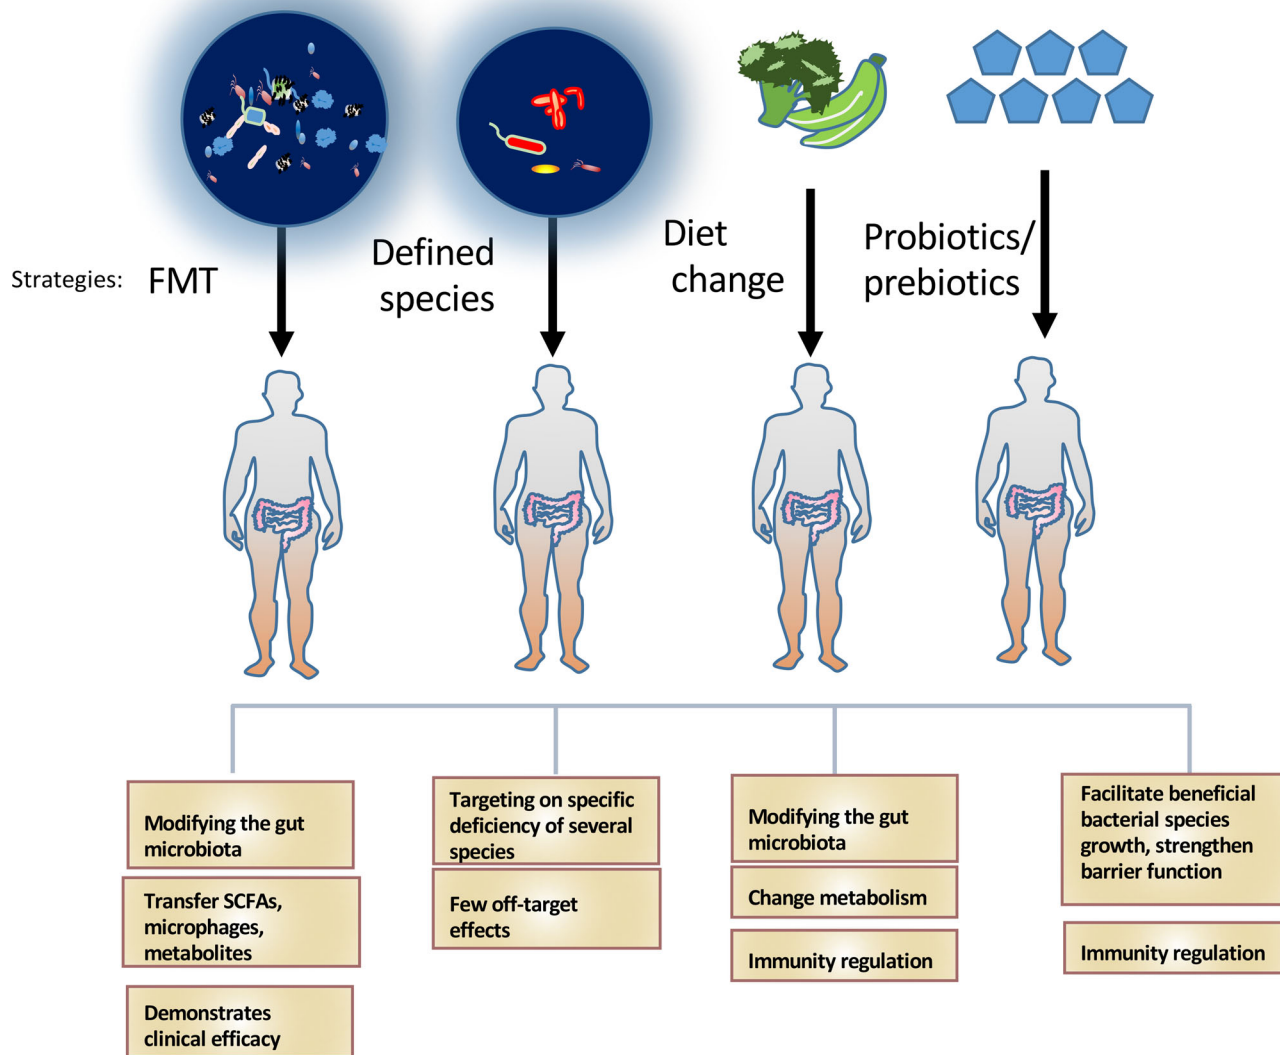 Strategies:
FMT
Defined
species
Diet
change
Probiotics/
prebiotics
Modifying the gut
microbiota
Transfer SCFAs,
microphages,
metabolites
Demonstrates
clinical efficacy
Targeting on specific
deficiency of several
species
Few off-target
effects
Modifying the gut
microbiota
Change metabolism
Immunity regulation
Facilitate beneficial
bacterial species
growth, strengthen
barrier function
Immunity regulation